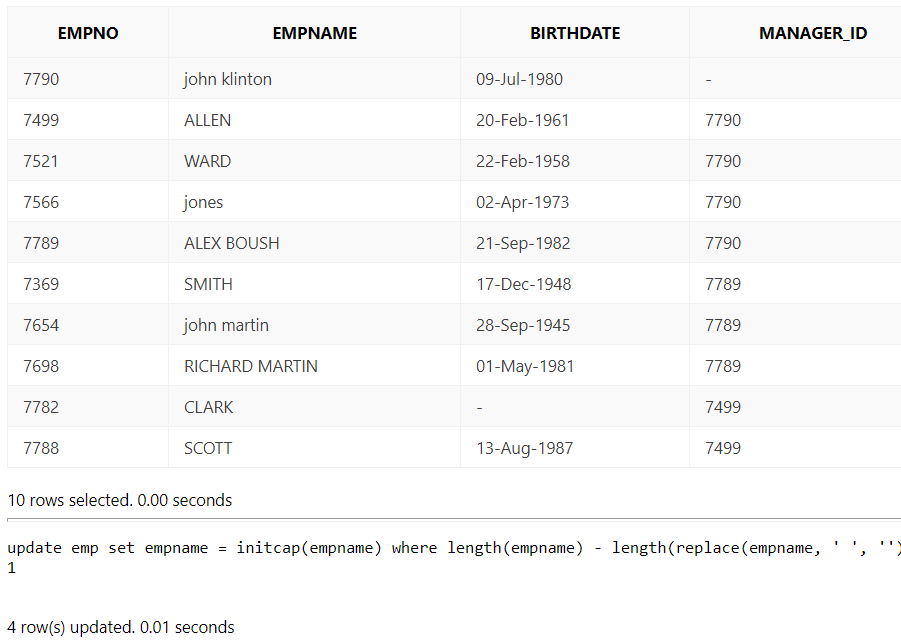 EMPNO EMPNAME BIRTHDATE MANAGER_ID
7790 john klinton 09-Jul-1980 -
7499 ALLEN 20-Feb-1961 7790
7521 WARD 22-Feb-1958 7790
7566 jones 02-Apr-1973 7790
7789 ALEX BOUSH 21-Sep-1982 7790
7369 SMITH 17-Dec-1948 7789
7654 john martin 28-Sep-1945 7789
7698 RICHARD MARTIN 01-May-1981 7789
7782 CLARK - 7499
7788 SCOTT 13-Aug-1987 7499
10 rows selected. 0.00 seconds
update emp set empname = initcap(empname) where length(empname) - length(replace(empname, ' ', '')
1
4 row(s) updated. 0.01 seconds